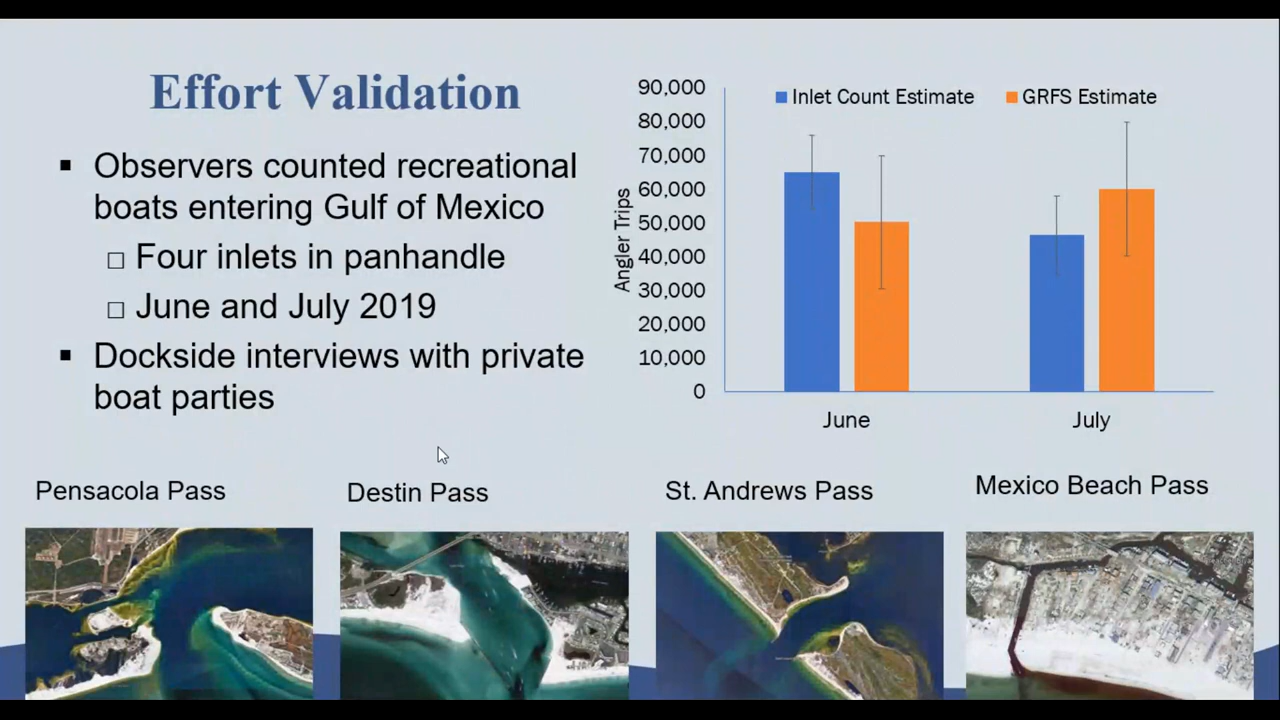 Effort Validation
▪ Observers counted recreational
boats entering Gulf of Mexico
□ Four inlets in panhandle
□ June and July 2019
▪ Dockside interviews with private
boat parties
Inlet Count Estimate
GRFS Estimate
Angler Trips
90,000
80,000
70,000
60,000
50,000
40,000
30,000
20,000
10,000
0
June
July
Pensacola Pass
Destin Pass
St. Andrews Pass
Mexico Beach Pass